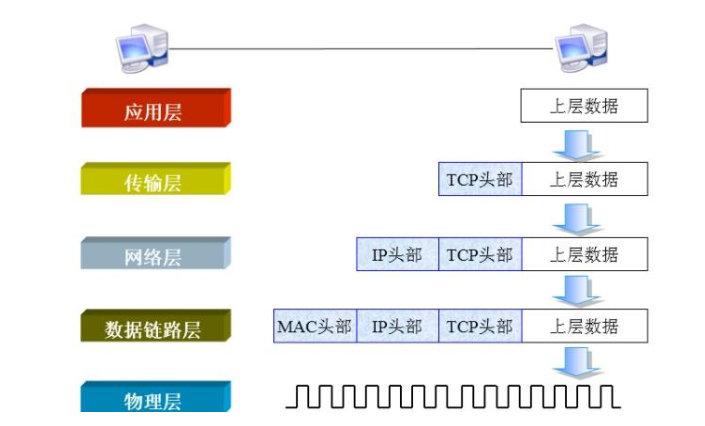 应用层
上层数据
传输层
TCP头部 上层数据
网络层
IP头部 TCP头部 上层数据
数据链路层
MAC头部 IP头部 TCP头部 上层数据
物理层